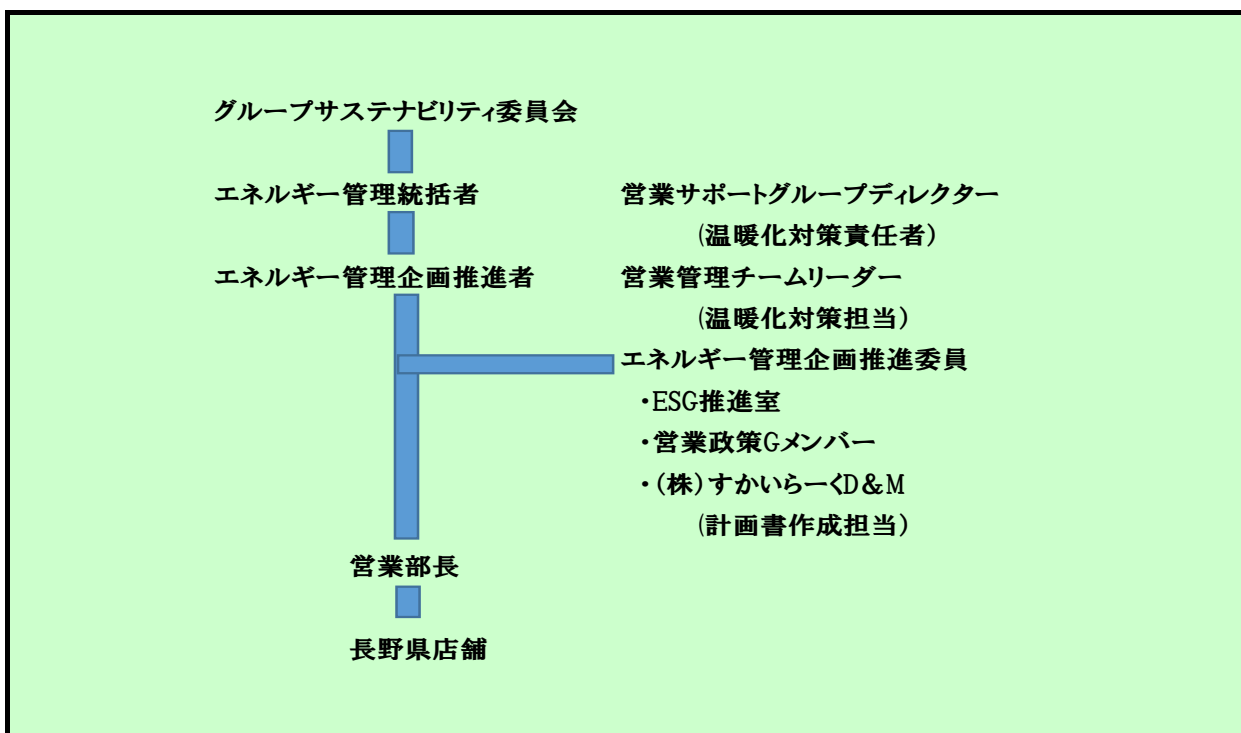 グループサステナビリティ委員会
エネルギー管理統括者 営業サポートグループディレクター
(温暖化対策責任者)
エネルギー管理企画推進者 営業管理チームリーダー
(温暖化対策担当)
エネルギー管理企画推進委員
・ESG推進室
・営業政策Gメンバー
・(株)すかいらーくD&M
(計画書作成担当)
営業部長
長野県店舗